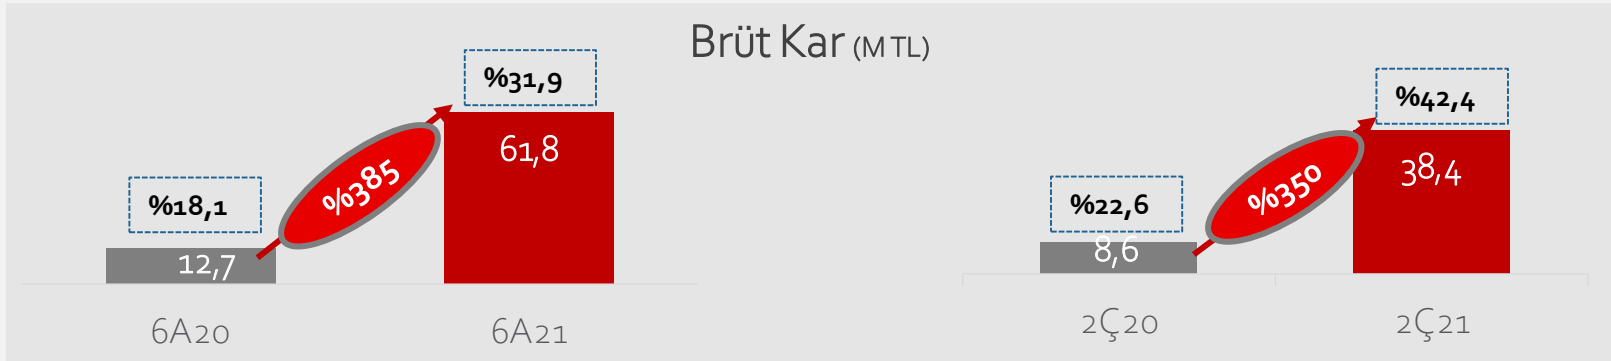 Brüt Kar (M TL)
%31,9
61,8
%385
%18,1
12,7
6A20
6A21
%42,4
38,4
%350
%22,6
8,6
2Ç20
2Ç21